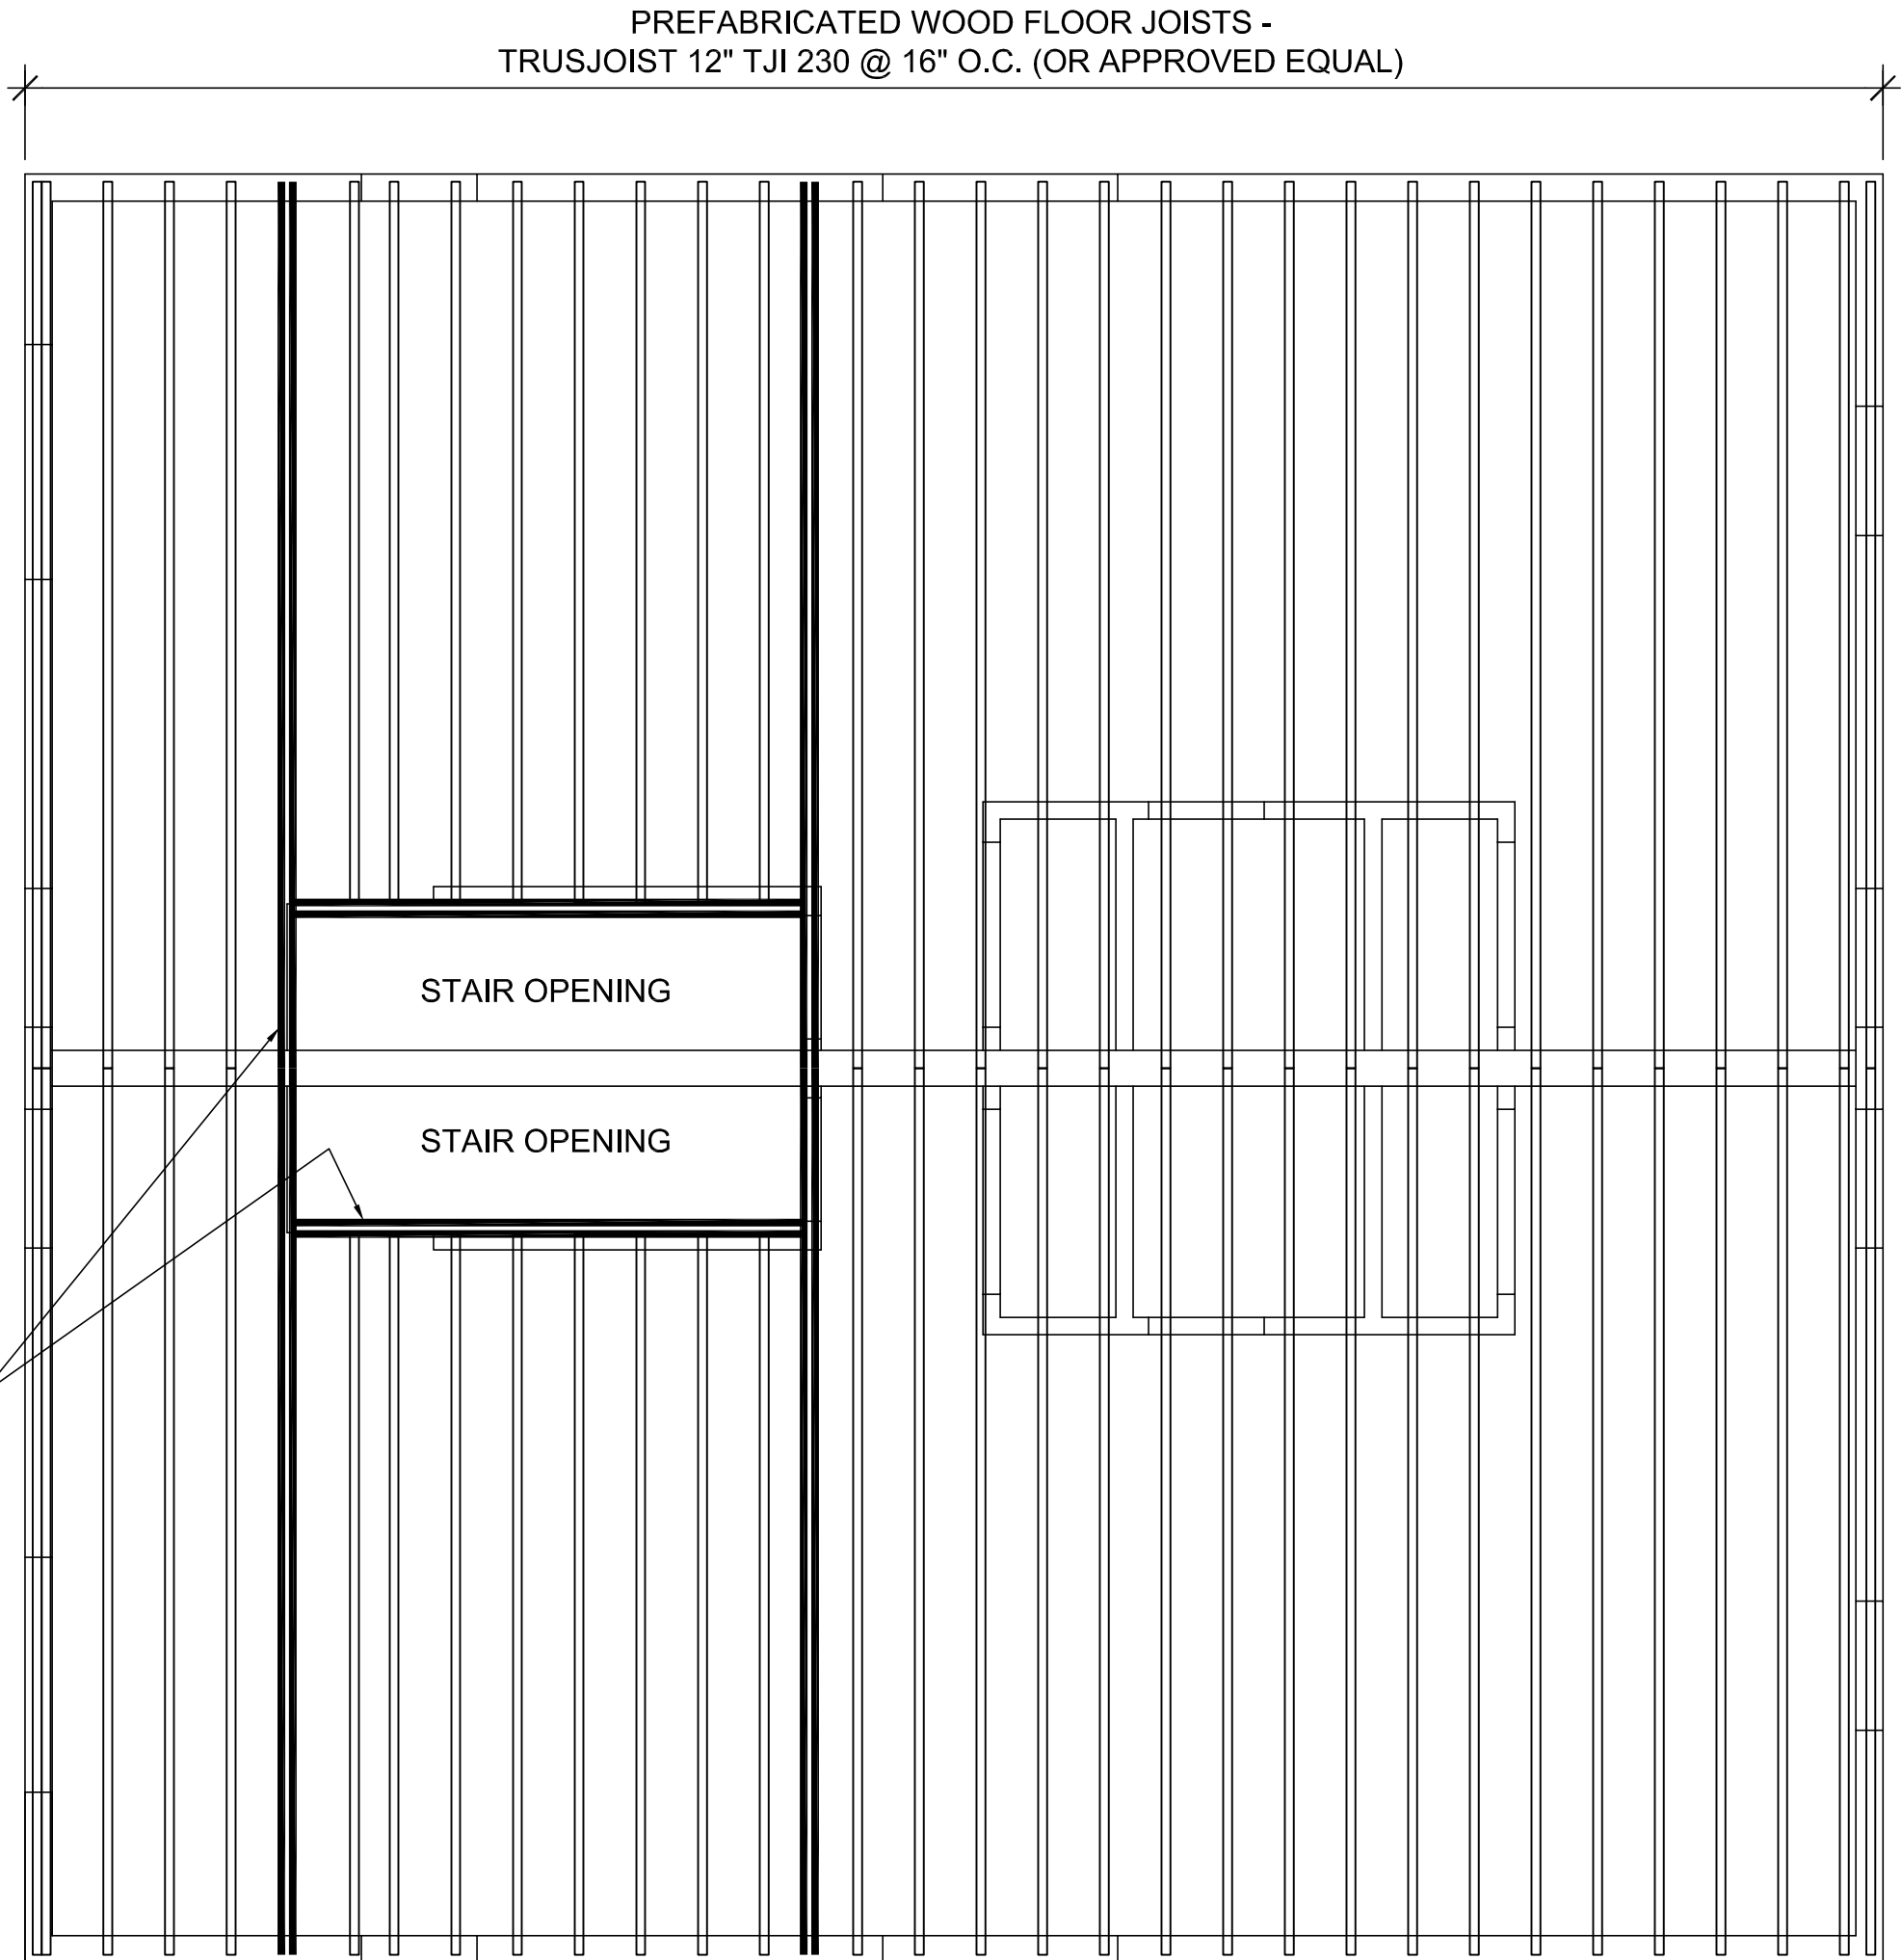 PREFABRICATED WOOD FLOOR JOISTS -
TRUSJOIST 12" TJI 230 @ 16" O.C. (OR APPROVED EQUAL)
STAIR OPENING
STAIR OPENING